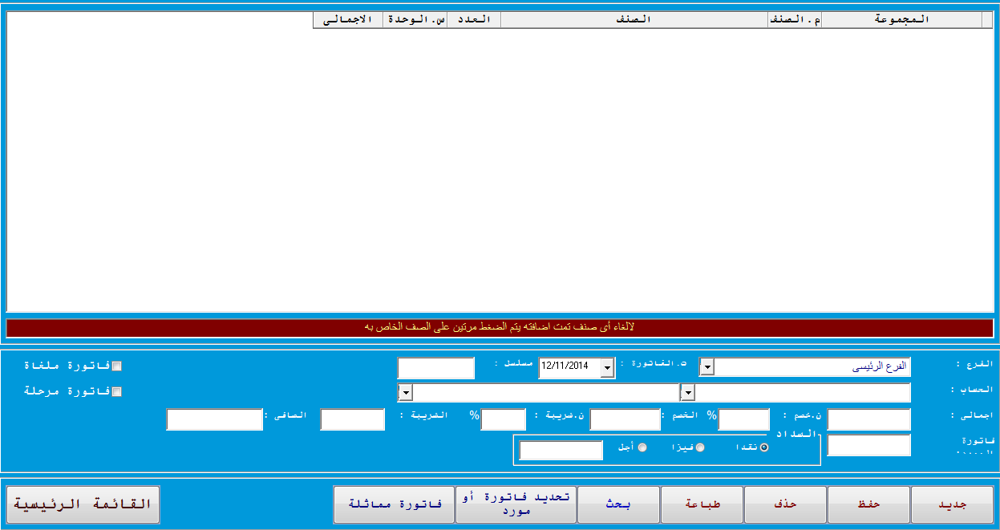 المجموعة م.الصنف الصنف العدد س.الوحدة الاجمالى
لالغاء أى صنف تمت اضافته يتم الضغط مرتين على الصف الخاص به
الفرع : الفرع الرئيسى ت.الفاتورة : 12/11/2014 مسلسل : فاتورة ملغاة
الحساب : فاتورة مرحلة
اجمالى : ن.خصم : % الخصم : ن.ضريبة : % الضريبة : الصافى :
السداد
فاتورة
نقدا فيزا أجل
جديد حفظ حذف طباعة بحث تحديد فاتورة أو
مورد
فاتورة مماثلة القائمة الرئيسية